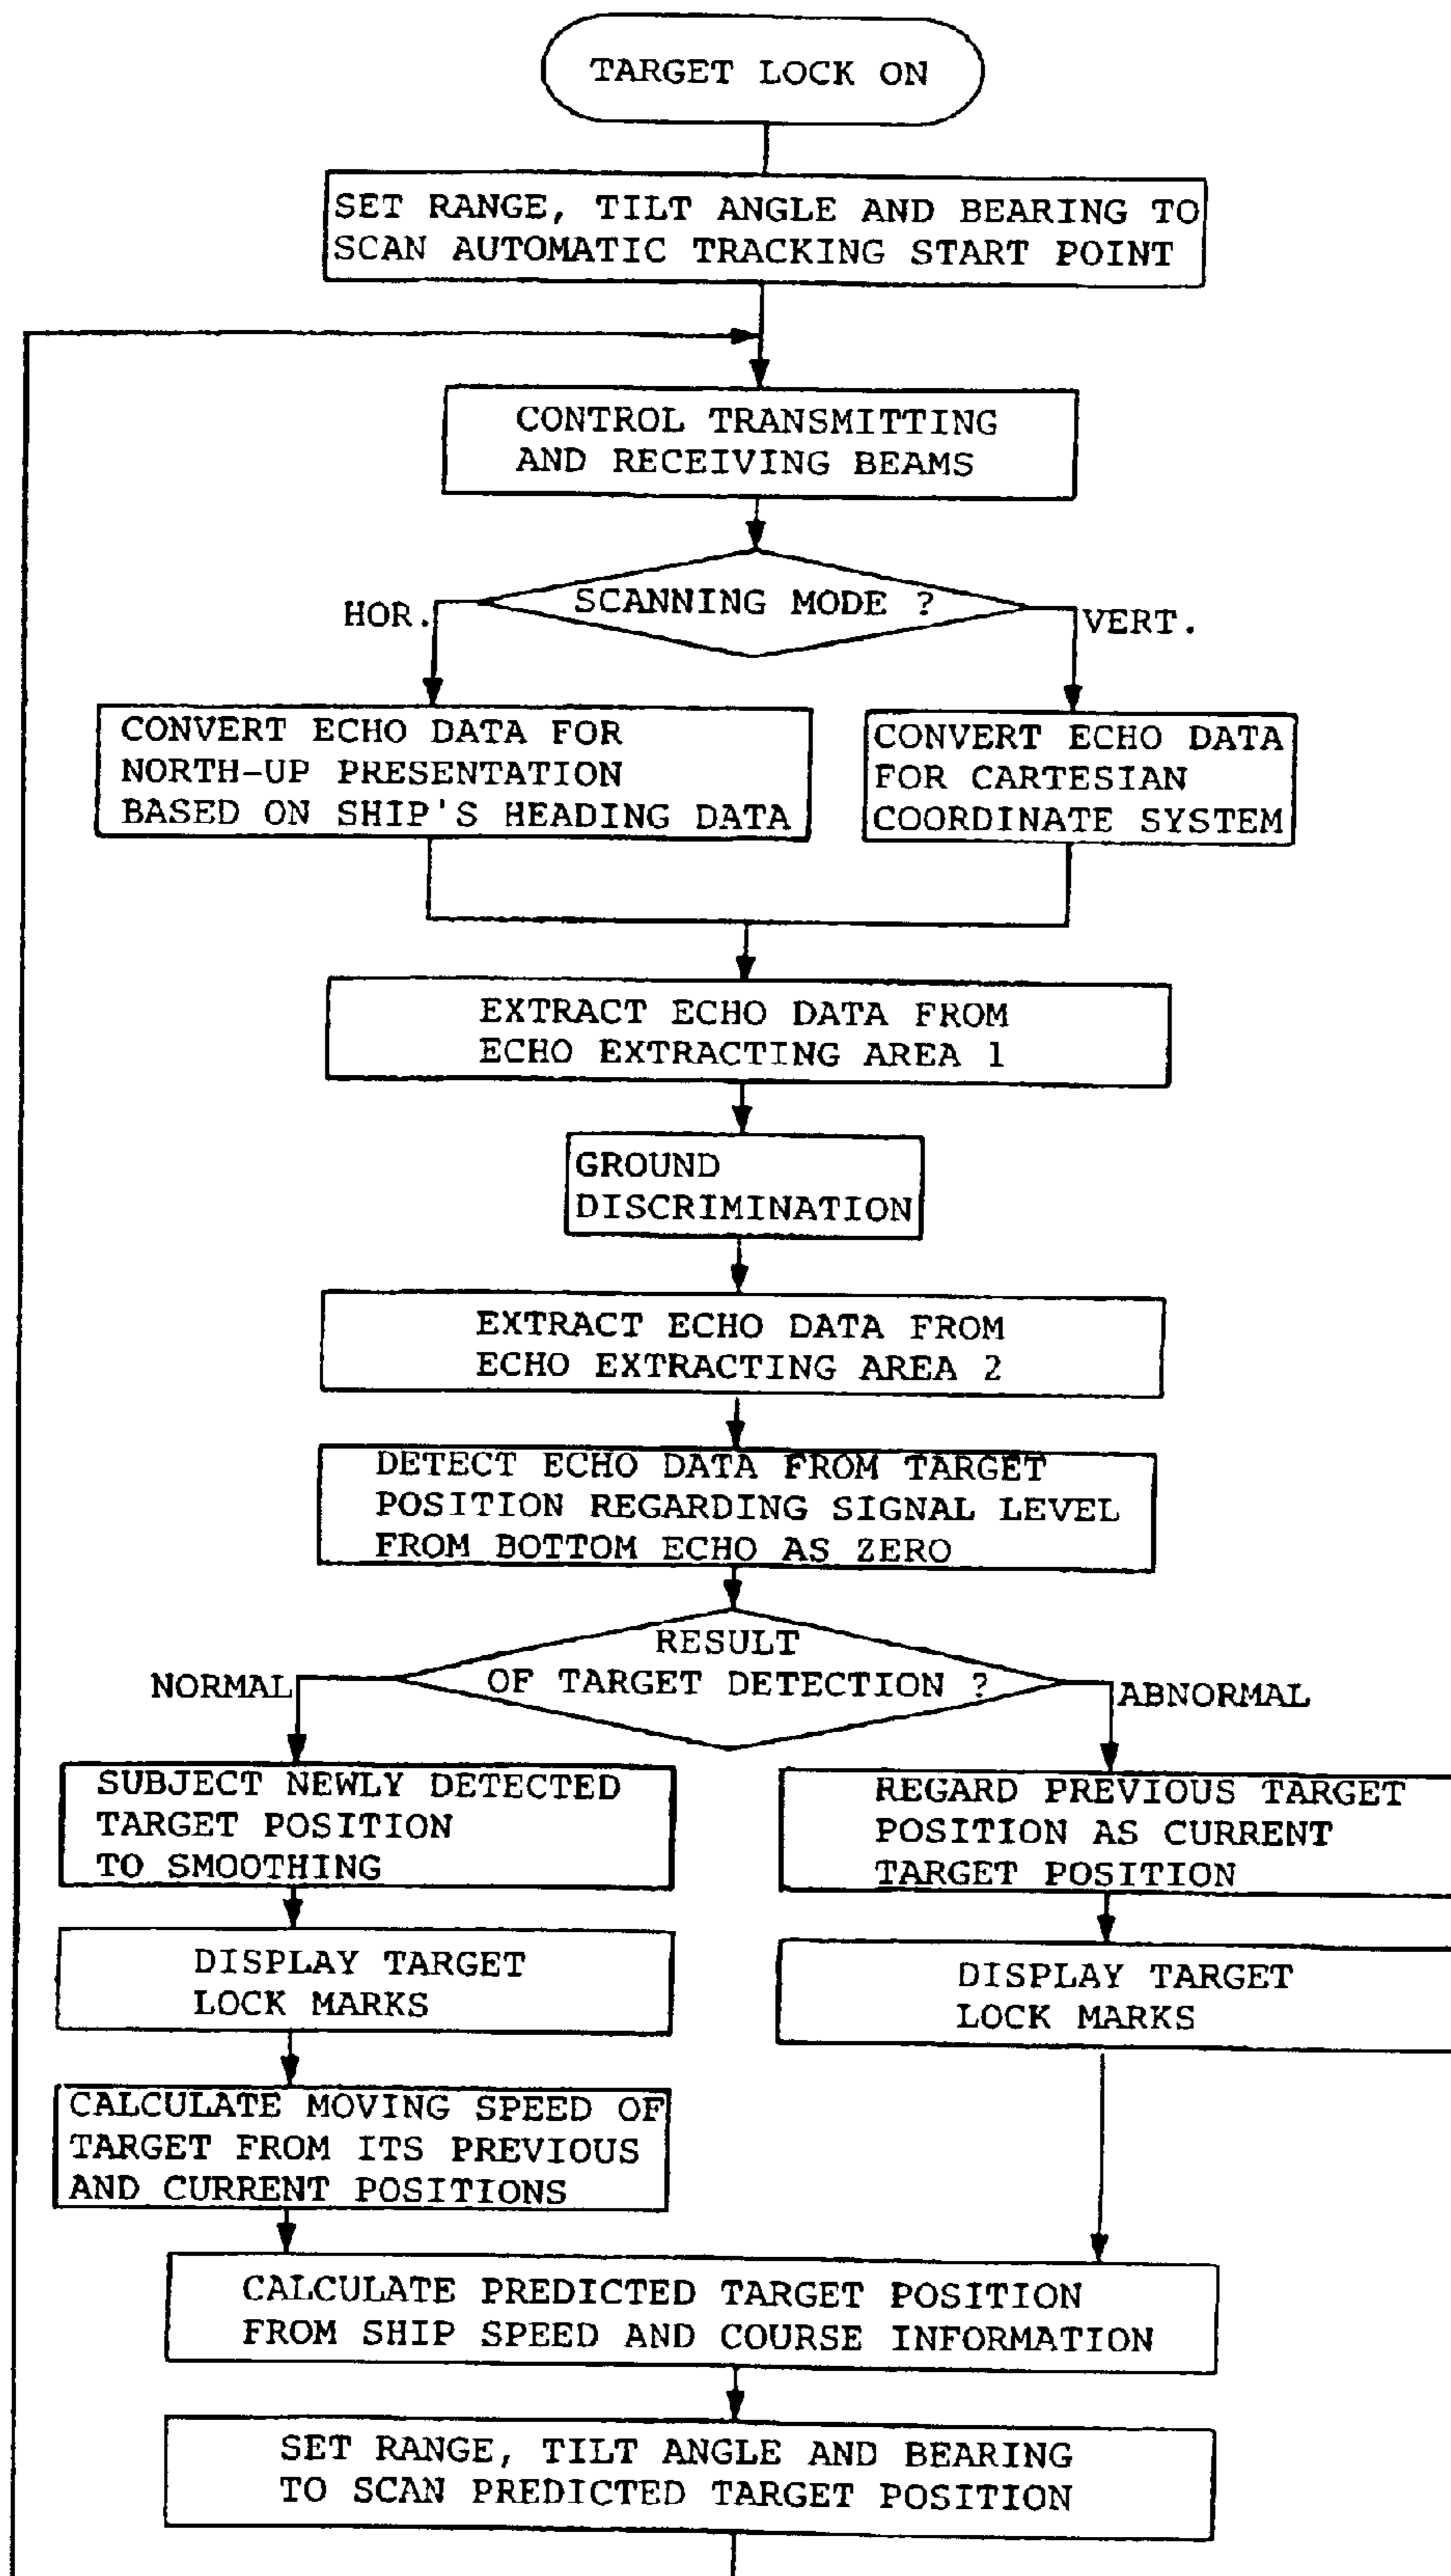 TARGET LOCK ON
SET RANGE, TILT ANGLE AND BEARING TO
SCAN AUTOMATIC TRACKING START POINT
CONTROL TRANSMITTING
AND RECEIVING BEAMS
SCANNING MODE ?
HOR.
VERT.
CONVERT ECHO DATA FOR
NORTH-UP PRESENTATION
BASED ON SHIP'S HEADING DATA
CONVERT ECHO DATA
FOR CARTESIAN
COORDINATE SYSTEM
EXTRACT ECHO DATA FROM
ECHO EXTRACTING AREA 1
GROUND
DISCRIMINATION
EXTRACT ECHO DATA FROM
ECHO EXTRACTING AREA 2
DETECT ECHO DATA FROM TARGET
POSITION REGARDING SIGNAL LEVEL
FROM BOTTOM ECHO AS ZERO
RESULT
OF TARGET DETECTION ?
NORMAL
ABNORMAL
SUBJECT NEWLY DETECTED
TARGET POSITION
TO SMOOTHING
REGARD PREVIOUS TARGET
POSITION AS CURRENT
TARGET POSITION
DISPLAY TARGET
LOCK MARKS
DISPLAY TARGET
LOCK MARKS
CALCULATE MOVING SPEED OF
TARGET FROM ITS PREVIOUS
AND CURRENT POSITIONS
CALCULATE PREDICTED TARGET POSITION
FROM SHIP SPEED AND COURSE INFORMATION
SET RANGE, TILT ANGLE AND BEARING
TO SCAN PREDICTED TARGET POSITION